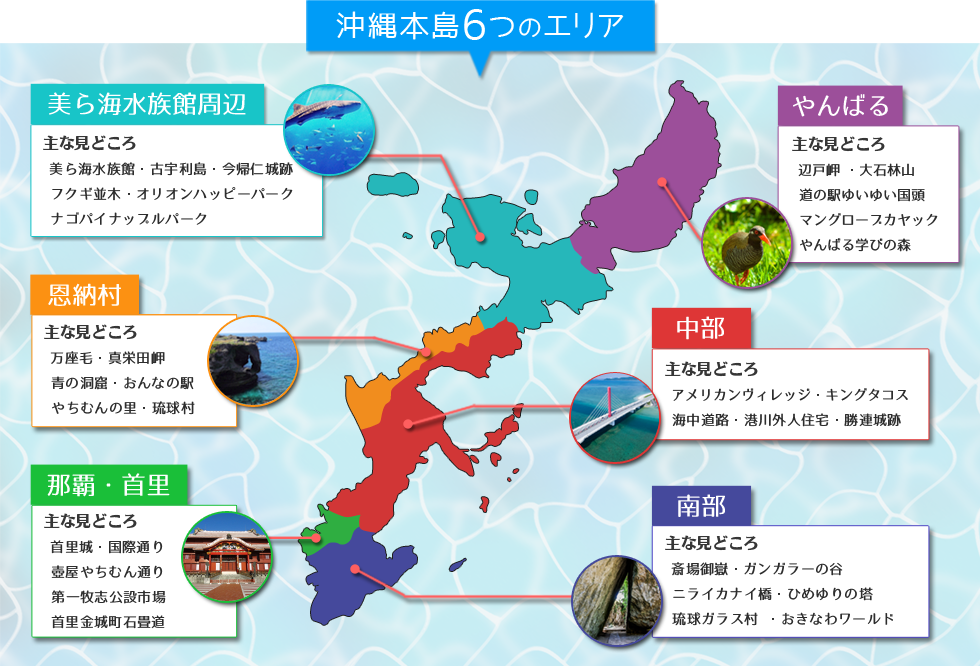 沖縄本島6つのエリア
美ら海水族館周辺
主な見どころ
美ら海水族館・古宇利島・今帰仁城跡
フクギ並木・オリオンハッピーパーク
ナゴパイナップルパーク
やんばる
主な見どころ
辺戸岬 ・大石林山
道の駅ゆいゆい国頭
マングローブカヤック
やんばる学びの森
恩納村
主な見どころ
万座毛・真栄田岬
青の洞窟・おんなの駅
やちむんの里・琉球村
中部
主な見どころ
アメリカンヴィレッジ・キングタコス
海中道路・港川外人住宅・勝連城跡
那覇・首里
主な見どころ
首里城・国際通り
壺屋やちむん通り
第一牧志公設市場
首里金城町石畳道
南部
主な見どころ
斎場御嶽・ガンガラーの谷
ニライカナイ橋・ひめゆりの塔
琉球ガラス村 ・おきなわワールド